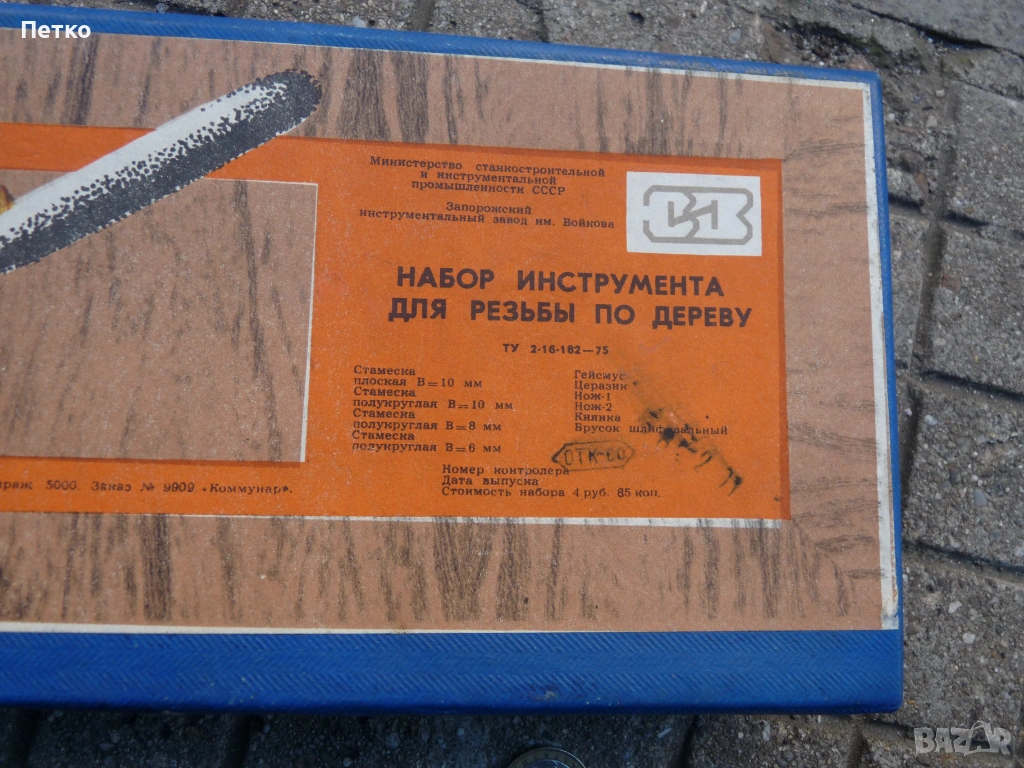 Петко
Министерство станкостроительной
и инструментальной
промышленности СССР
Запорожский
инструментальный завод им. Войкова
НАБОР ИНСТРУМЕНТА
ДЛЯ РЕЗЬБЫ ПО ДЕРЕВУ
ТУ 2-16-182—75
Стамеска
плоская В=10 мм
Стамеска
полукруглая В=10 мм
Стамеска
полукруглая В=8 мм
Стамеска
полукруглая В=6 мм
Гейсмус
Церазик
Нож-1
Нож-2
Киянка
Брусок шлифовальный
ОТК-60
Номер контролера
Дата выпуска
Стоимость набора 4 руб. 85 коп.
5000. Заказ № 9909. «Коммунар».
BAZAR